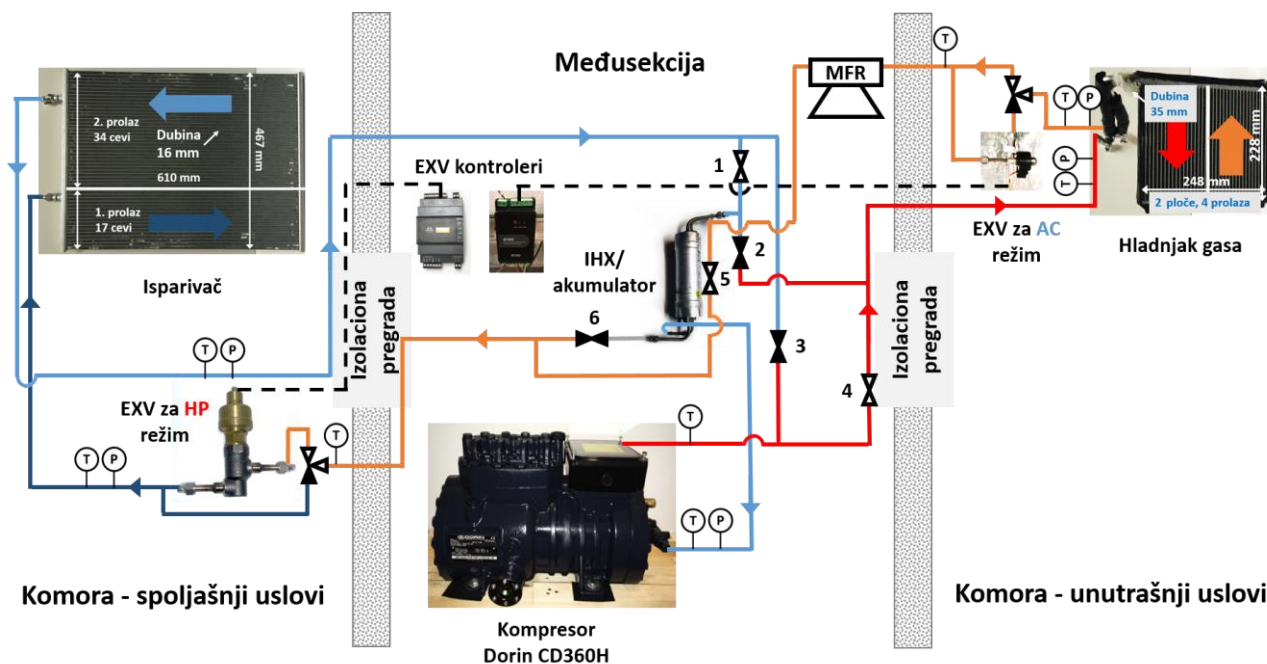 Međusekcija
MFR
T
2. prolaz
34 cevi
Dubina
16 mm
467 mm
610 mm
1. prolaz
17 cevi
Isparivač
EXV kontroleri
1
IHX/
akumulator
2
5
6
3
4
T
P
Dubina
35 mm
228 mm
248 mm
2 ploče, 4 prolaza
P
T
EXV za AC
režim
Hladnjak gasa
Izolaciona
pregrada
Izolaciona
pregrada
T
P
EXV za HP
režim
T
T
P
T
T
P
Komora - spoljašnji uslovi
Kompresor
Dorin CD360H
Komora - unutrašnji uslovi